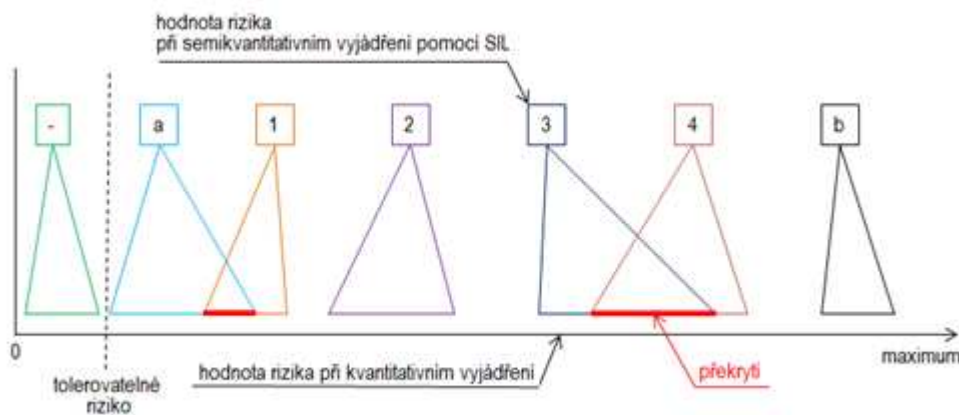 hodnota rizika
při semikvantitativním vyjádření pomocí SIL
- a 1 2 3 4 b
0
maximum
tolerovatelné
riziko
hodnota rizika při kvantitativním vyjádření
překrytí